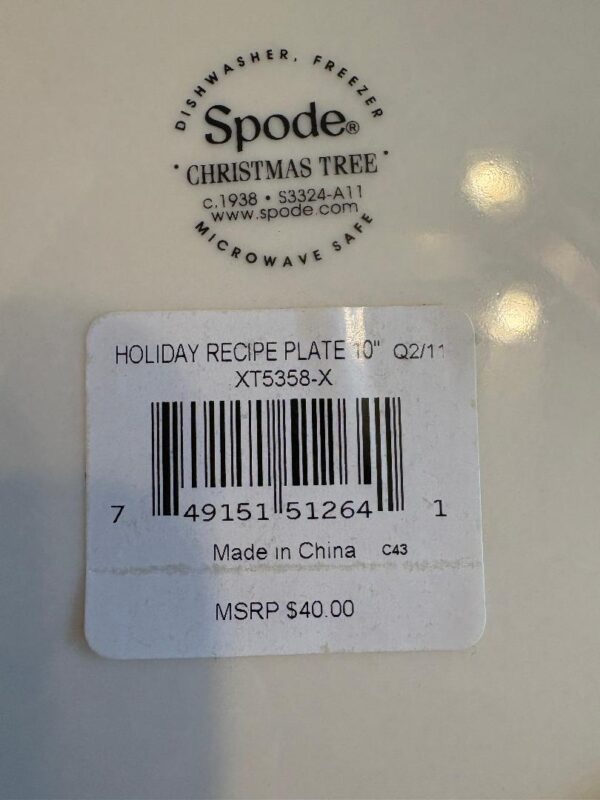 DISHWASHER, FREEZER
Spode®
· CHRISTMAS TREE ·
c.1938 • S3324-A11
www.spode.com
MICROWAVE SAFE
HOLIDAY RECIPE PLATE 10" Q2/11
XT5358-X
7 49151 51264 1
Made in China C43
MSRP $40.00